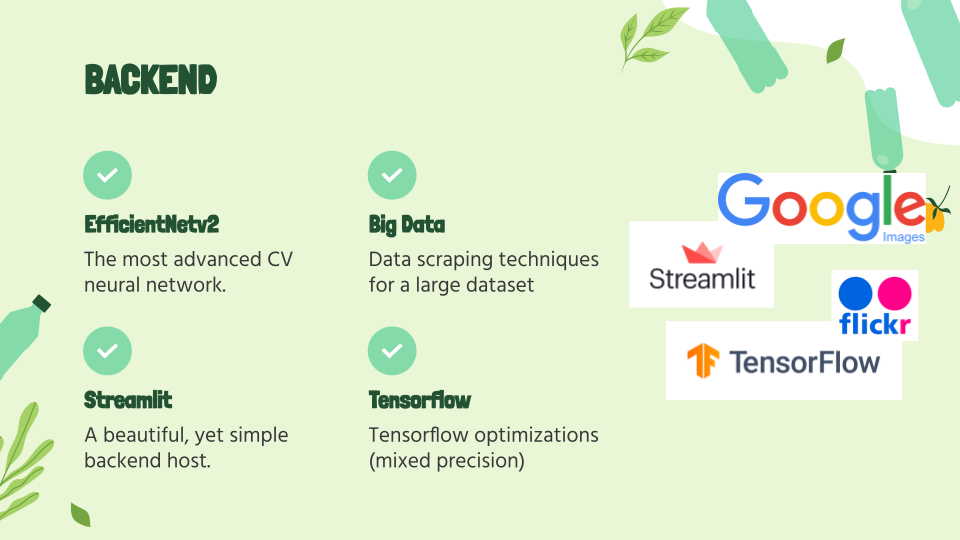 BACKEND
EfficientNetv2
The most advanced CV
neural network.
Big Data
Data scraping techniques
for a large dataset
Streamlit
A beautiful, yet simple
backend host.
Tensorflow
Tensorflow optimizations
(mixed precision)
Google
Images
Streamlit
flickr
TensorFlow